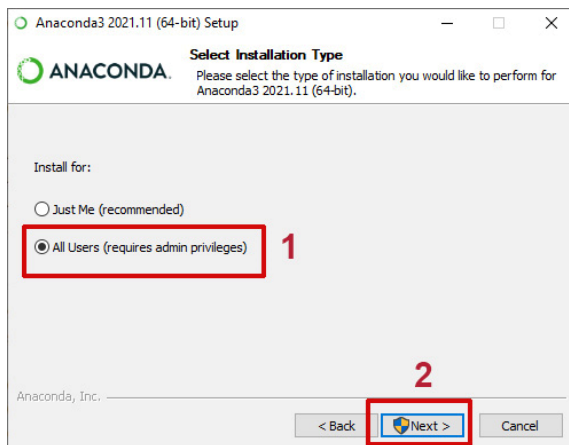 Anaconda3 2021.11 (64-bit) Setup
ANACONDA.
Select Installation Type
Please select the type of installation you would like to perform for
Anaconda3 2021.11 (64-bit).
Install for:
Just Me (recommended)
All Users (requires admin privileges)
1
2
Anaconda, Inc.
< Back
Next >
Cancel